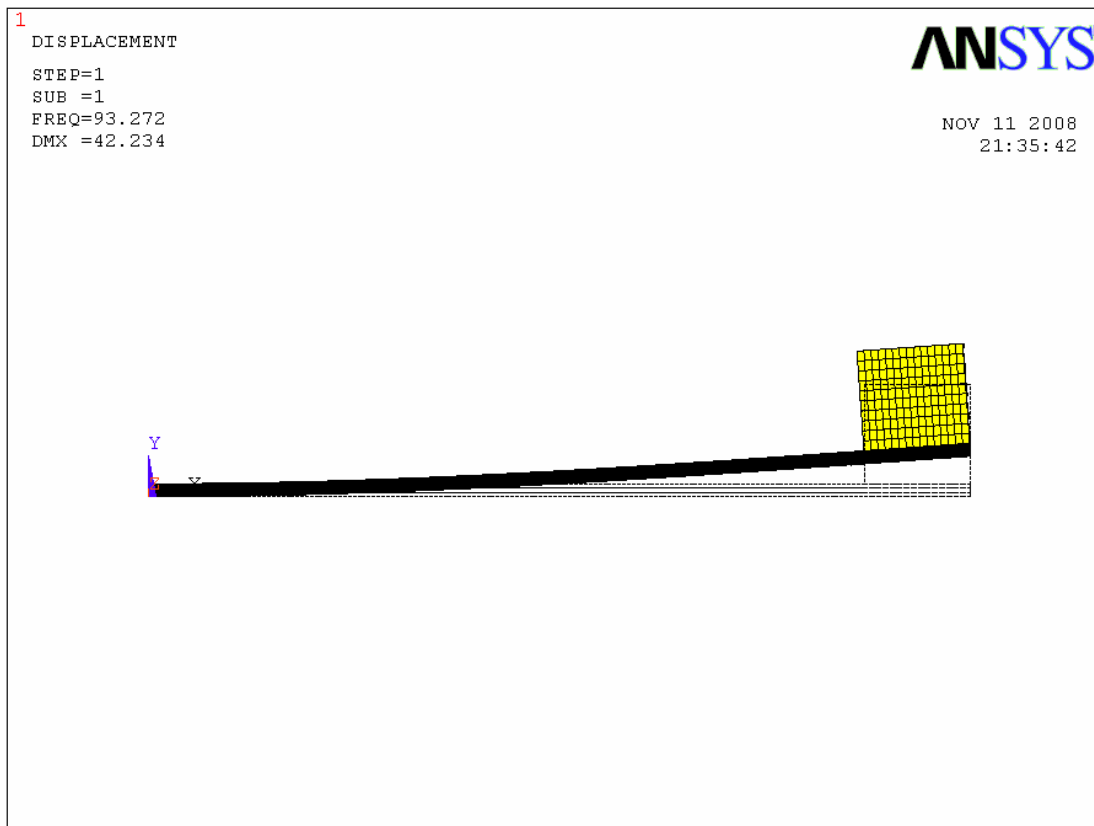 1
DISPLACEMENT
STEP=1
SUB =1
FREQ=93.272
DMX =42.234
ANSYS
NOV 11 2008
21:35:42
Y
Z